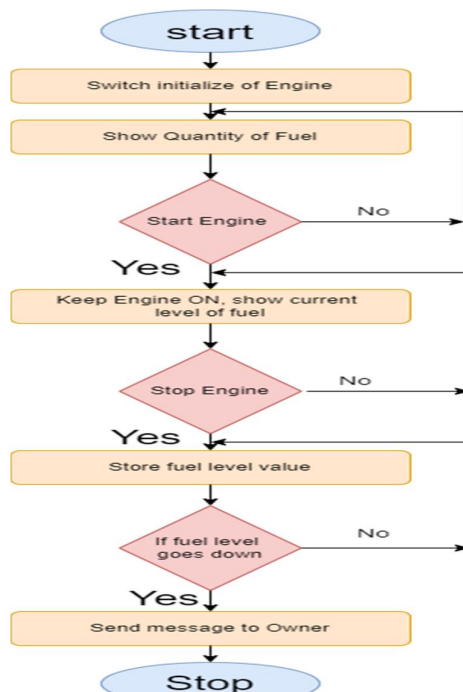 start
Switch initialize of Engine
Show Quantity of Fuel
Start Engine
No
Yes
Keep Engine ON, show current
level of fuel
Stop Engine
No
Yes
Store fuel level value
If fuel level
goes down
No
Yes
Send message to Owner
Stop